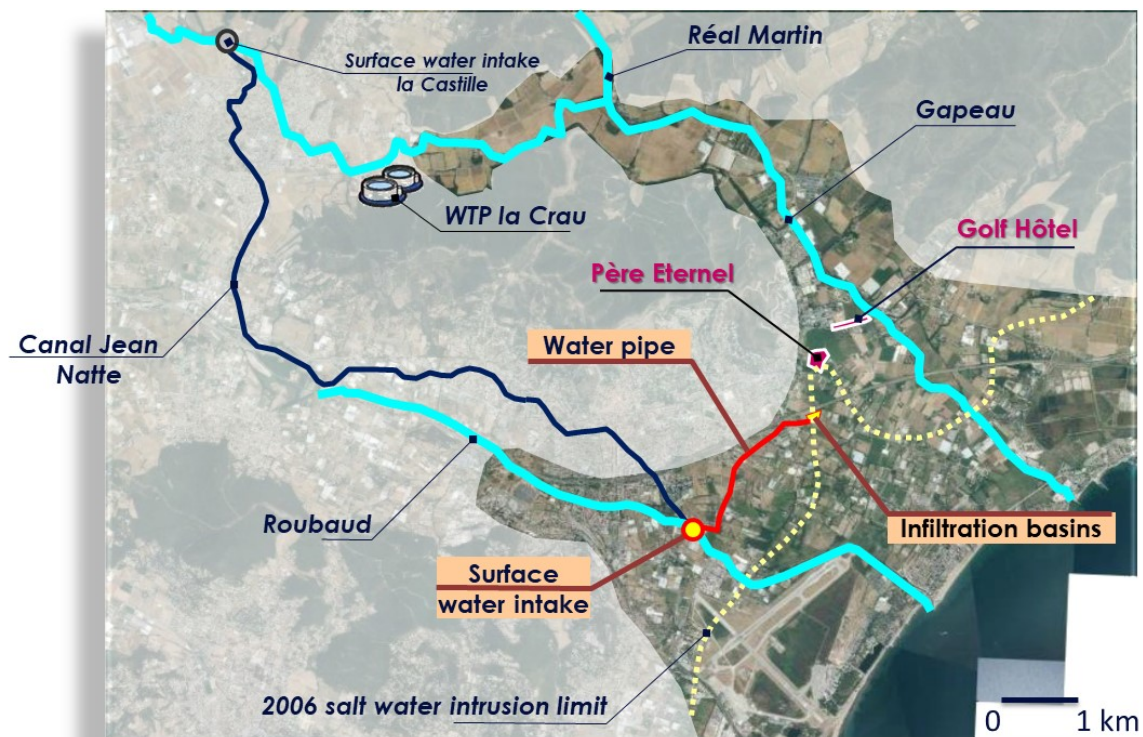 Réal Martin
Surface water intake
la Castille
Gapeau
WTP la Crau
Golf Hôtel
Père Eternel
Canal Jean
Natte
Water pipe
Roubaud
Infiltration basins
Surface
water intake
2006 salt water intrusion limit
0 1 km